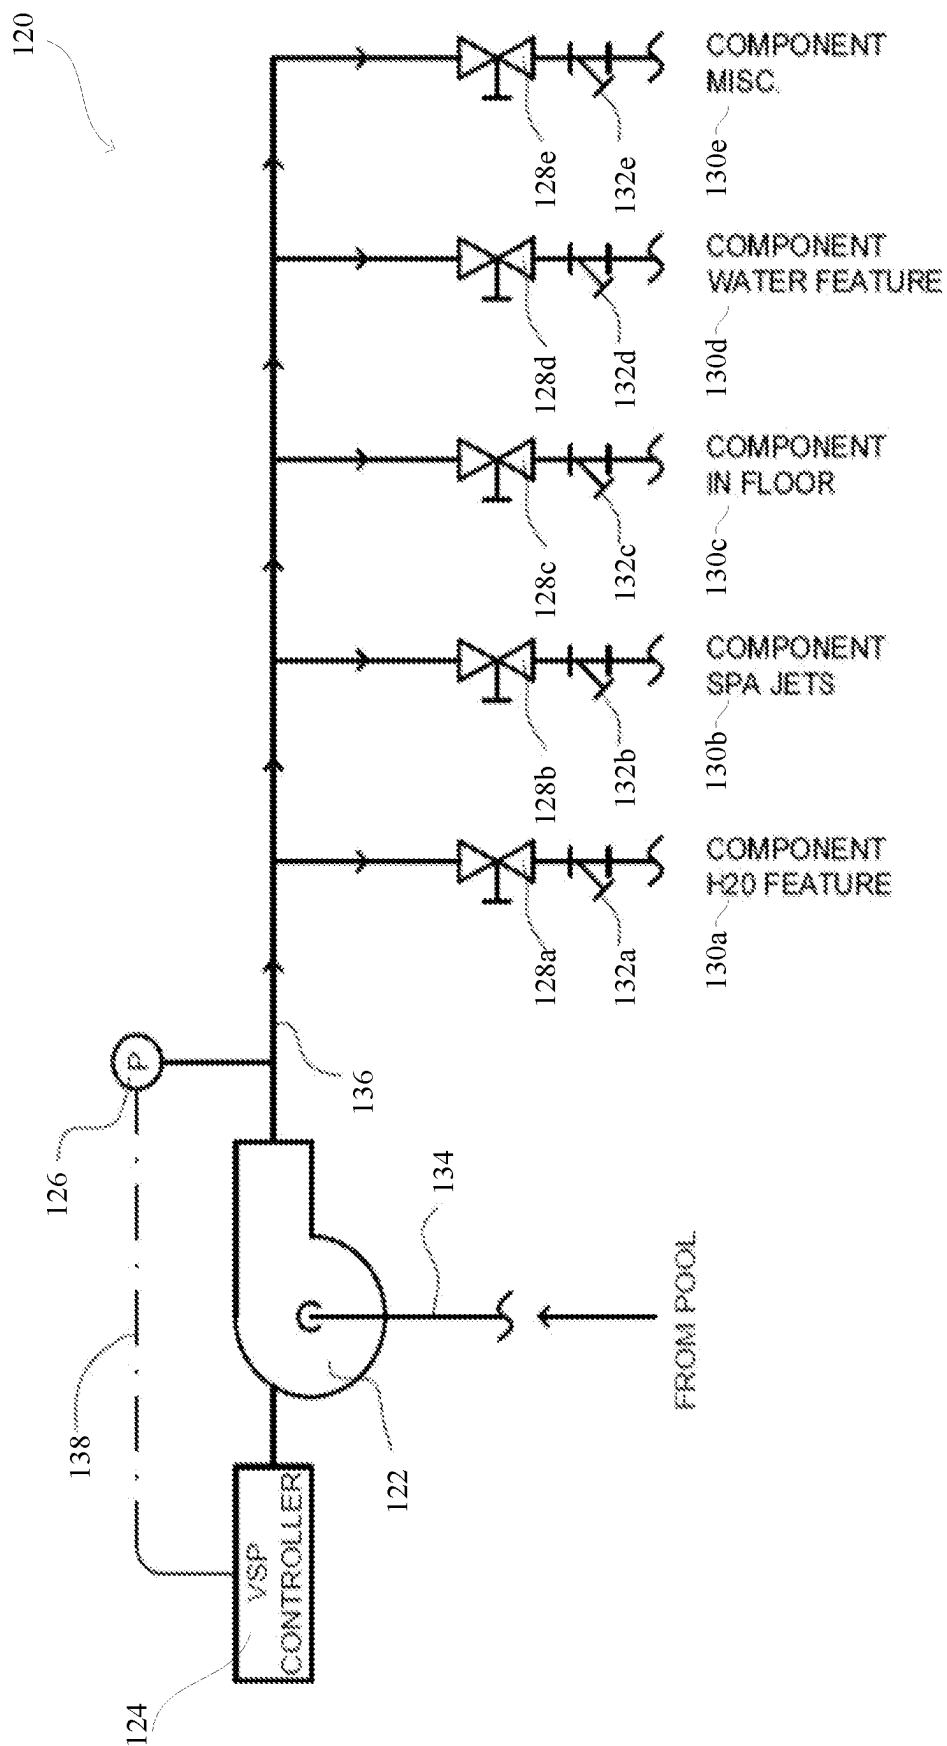 120
126
TP
138
124
VSP
CONTROLLER
122
134
136
FROM POOL
128a
128b
128c
128d
128e
132a
132b
132c
132d
132e
COMPONENT
H20 FEATURE
130a
COMPONENT
SPA JETS
130b
COMPONENT
IN FLOOR
130c
COMPONENT
WATER FEATURE
130d
COMPONENT
MISC.
130e